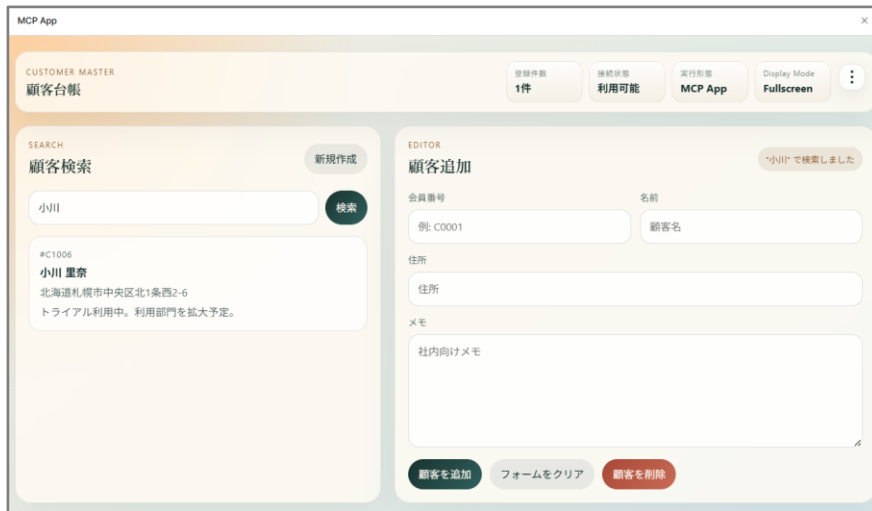 MCP App
CUSTOMER MASTER
顧客台帳
登録件数
1件
接続状態
利用可能
実行形態
MCP App
Display Mode
Fullscreen
SEARCH
顧客検索
新規作成
小川
検索
#C1006
小川 里奈
北海道札幌市中央区北1条西2-6
トライアル利用中。利用部門を拡大予定。
EDITOR
顧客追加
"小川" で検索しました
会員番号
名前
例: C0001
顧客名
住所
住所
メモ
社内向けメモ
顧客を追加
フォームをクリア
顧客を削除